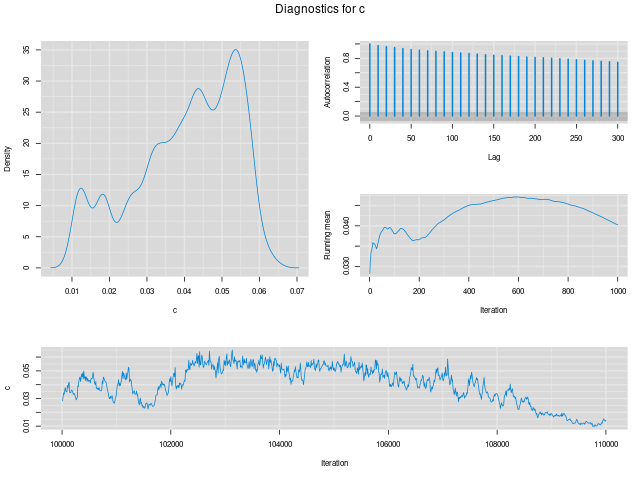 Diagnostics for c
Density
35
30
25
20
15
10
5
0
0.01 0.02 0.03 0.04 0.05 0.06 0.07
c
Autocorrelation
0.8
0.4
0.0
0 50 100 150 200 250 300
Lag
Running mean
0.040
0.030
0 200 400 600 800 1000
Iteration
c
0.05
0.03
0.01
100000 102000 104000 106000 108000 110000
Iteration